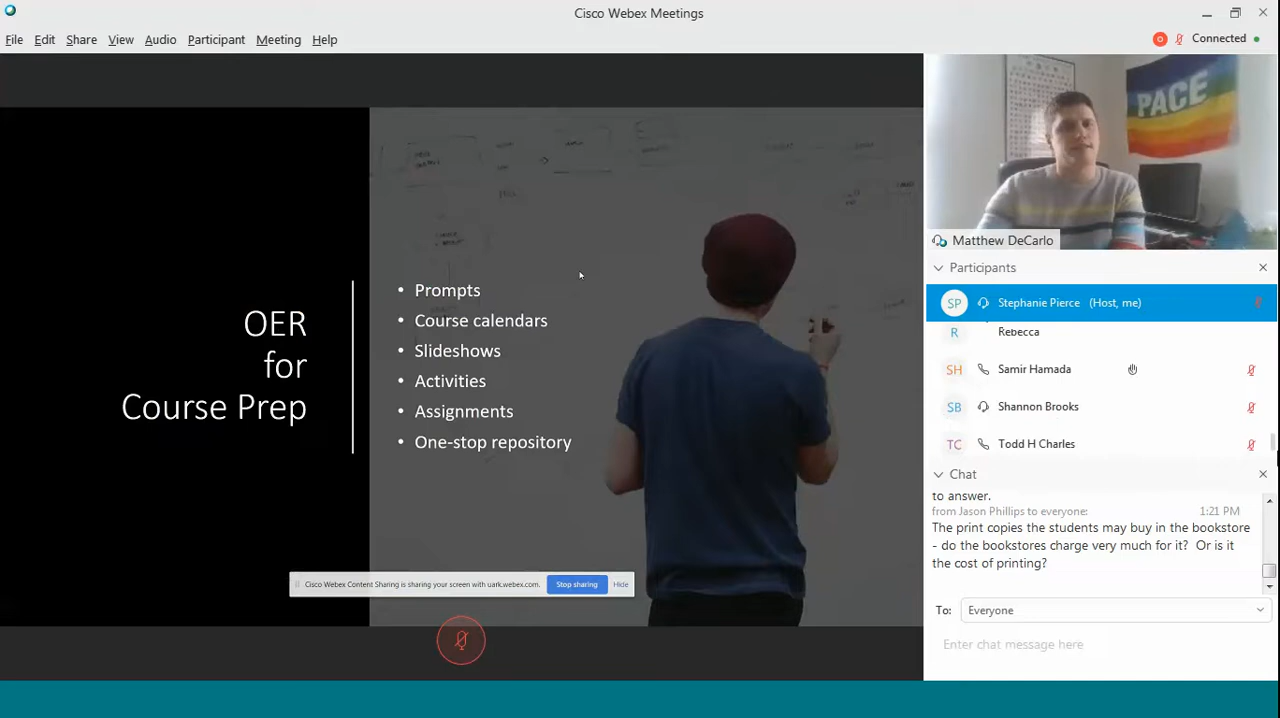 Cisco Webex Meetings
File Edit Share View Audio Participant Meeting Help
Connected
PACE
Matthew DeCarlo
Participants
SP Stephanie Pierce (Host, me)
R Rebecca
SH Samir Hamada
SB Shannon Brooks
TC Todd H Charles
OER
for
Course Prep
• Prompts
• Course calendars
• Slideshows
• Activities
• Assignments
• One-stop repository
Cisco Webex Content Sharing is sharing your screen with uark.webex.com. Stop sharing Hide
Chat
to answer.
from Jason Phillips to everyone: 1:21 PM
The print copies the students may buy in the bookstore
- do the bookstores charge very much for it? Or is it
the cost of printing?
To: Everyone
Enter chat message here